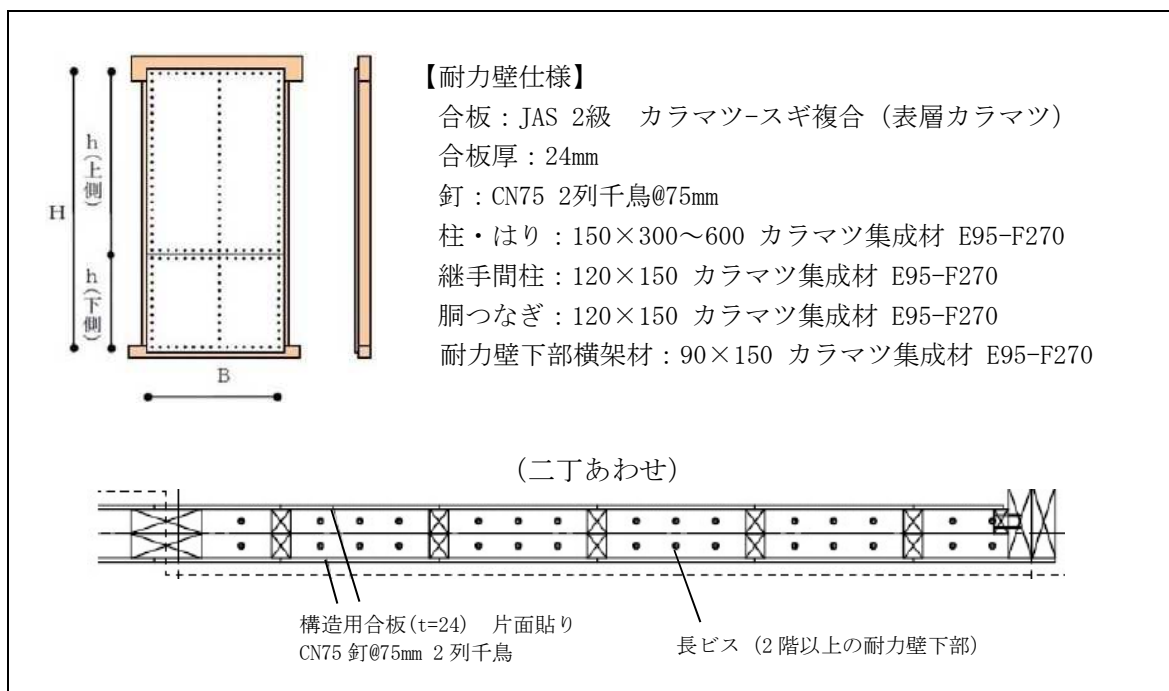 【耐力壁仕様】
合板：JAS 2級　カラマツ-スギ複合（表層カラマツ）
合板厚：24mm
釘：CN75 2列千鳥@75mm
柱・はり：150×300～600 カラマツ集成材 E95-F270
継手間柱：120×150 カラマツ集成材 E95-F270
胴つなぎ：120×150 カラマツ集成材 E95-F270
耐力壁下部横架材：90×150 カラマツ集成材 E95-F270
H
h(上側)
h(下側)
B
(二丁あわせ)
構造用合板(t=24)　片面貼り
CN75 釘@75mm 2 列千鳥
長ビス（2 階以上の耐力壁下部）